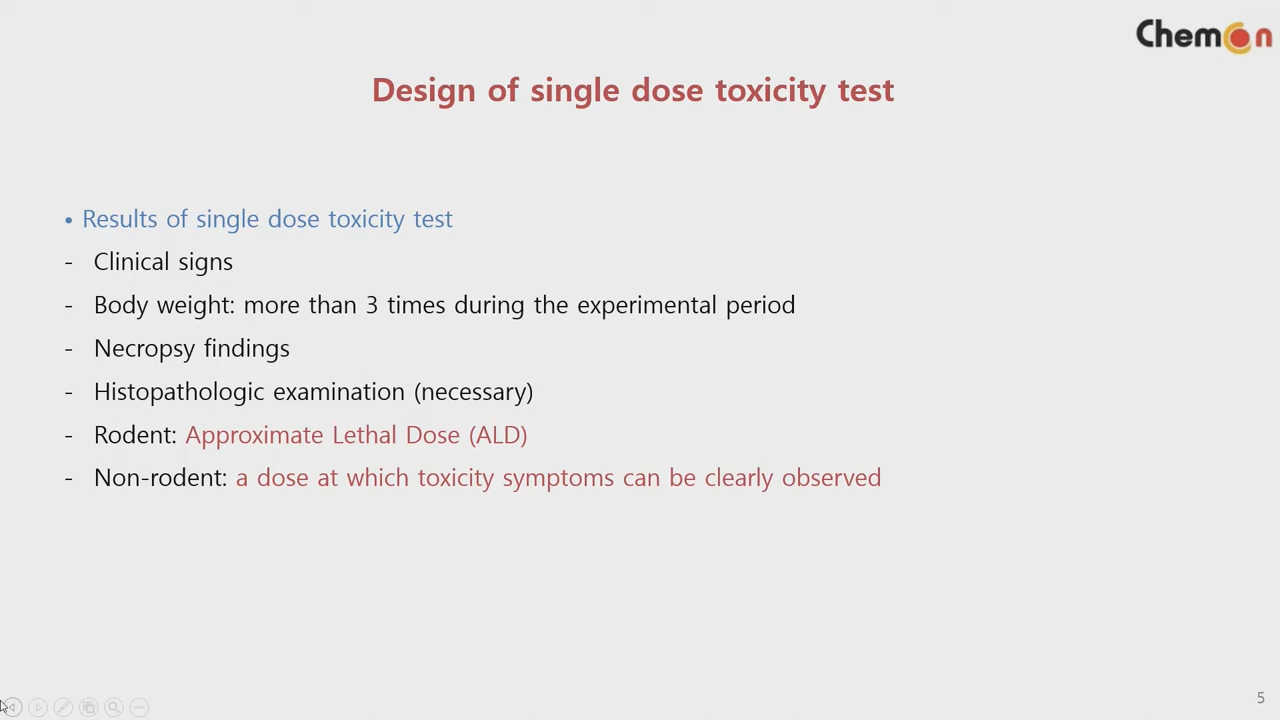 ChemOn
Design of single dose toxicity test
• Results of single dose toxicity test
- Clinical signs
- Body weight: more than 3 times during the experimental period
- Necropsy findings
- Histopathologic examination (necessary)
- Rodent: Approximate Lethal Dose (ALD)
- Non-rodent: a dose at which toxicity symptoms can be clearly observed
5